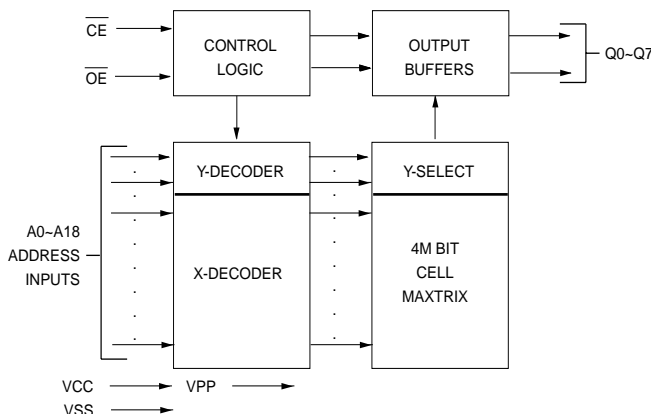 CE
OE
CONTROL
LOGIC
OUTPUT
BUFFERS
Q0~Q7
Y-DECODER
Y-SELECT
A0~A18
ADDRESS
INPUTS
X-DECODER
4M BIT
CELL
MAXTRIX
VCC
VPP
VSS